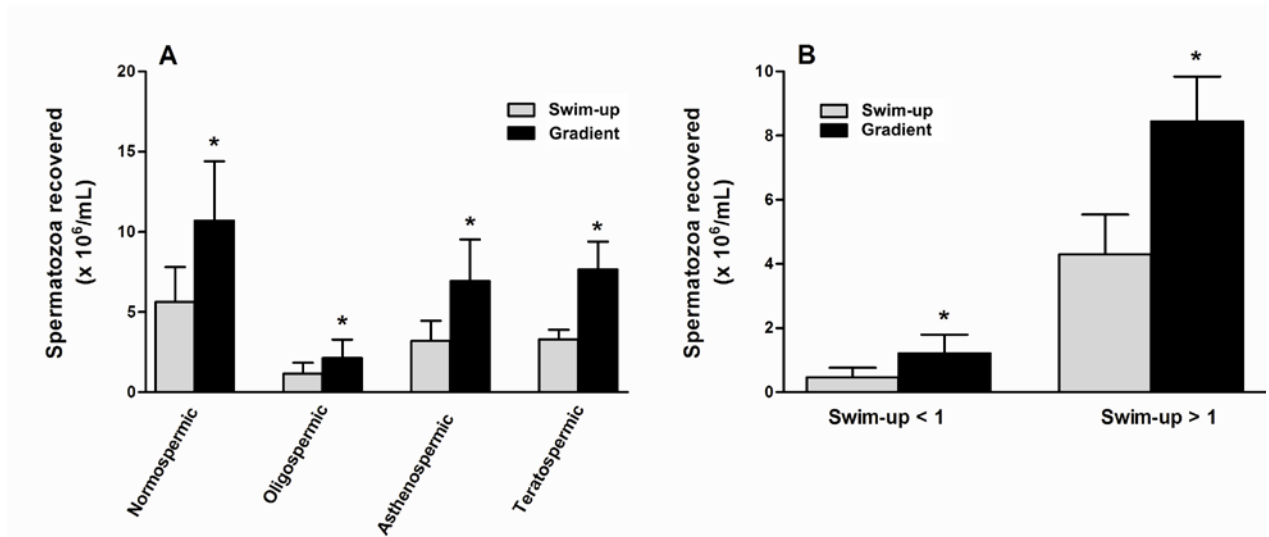 A
Spermatozoa recovered
(x 10⁶/mL)
20
15
10
5
0
Swim-up
Gradient
*
*
*
*
Normospermic
Oligospermic
Asthenospermic
Teratospermic
B
Spermatozoa recovered
(x 10⁶/mL)
10
8
6
4
2
0
Swim-up
Gradient
*
*
Swim-up < 1
Swim-up > 1